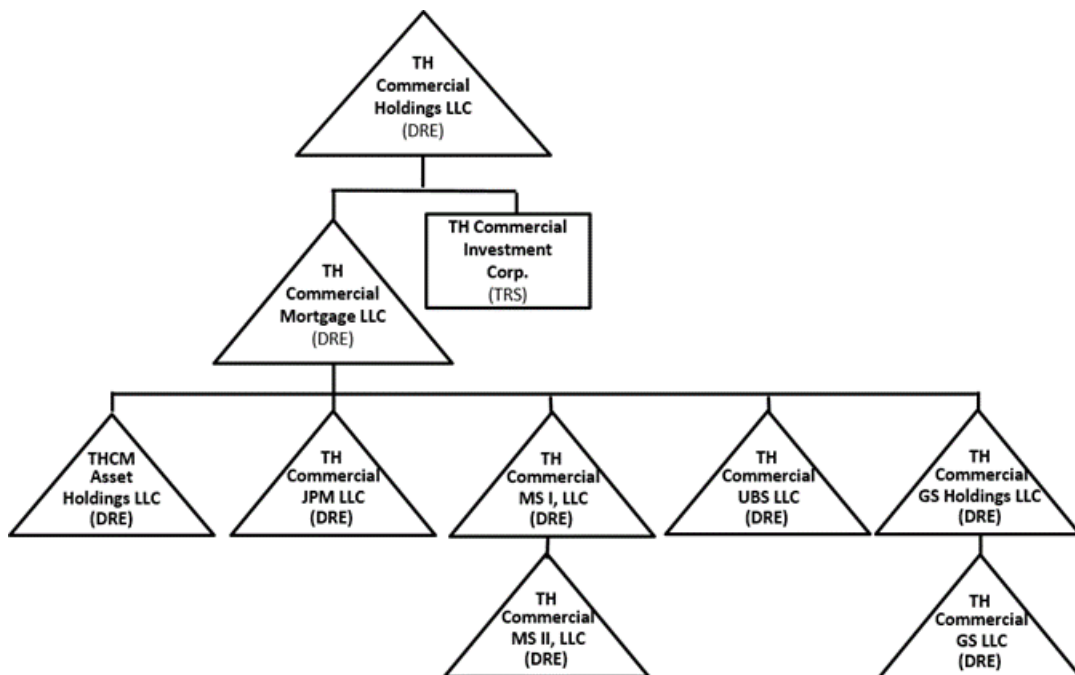 TH
Commercial
Holdings LLC
(DRE)
TH Commercial
Investment
Corp.
(TRS)
TH
Commercial
Mortgage LLC
(DRE)
THCM
Asset
Holdings LLC
(DRE)
TH
Commercial
JPM LLC
(DRE)
TH
Commercial
MS I, LLC
(DRE)
TH
Commercial
UBS LLC
(DRE)
TH
Commercial
GS Holdings LLC
(DRE)
TH
Commercial
MS II, LLC
(DRE)
TH
Commercial
GS LLC
(DRE)